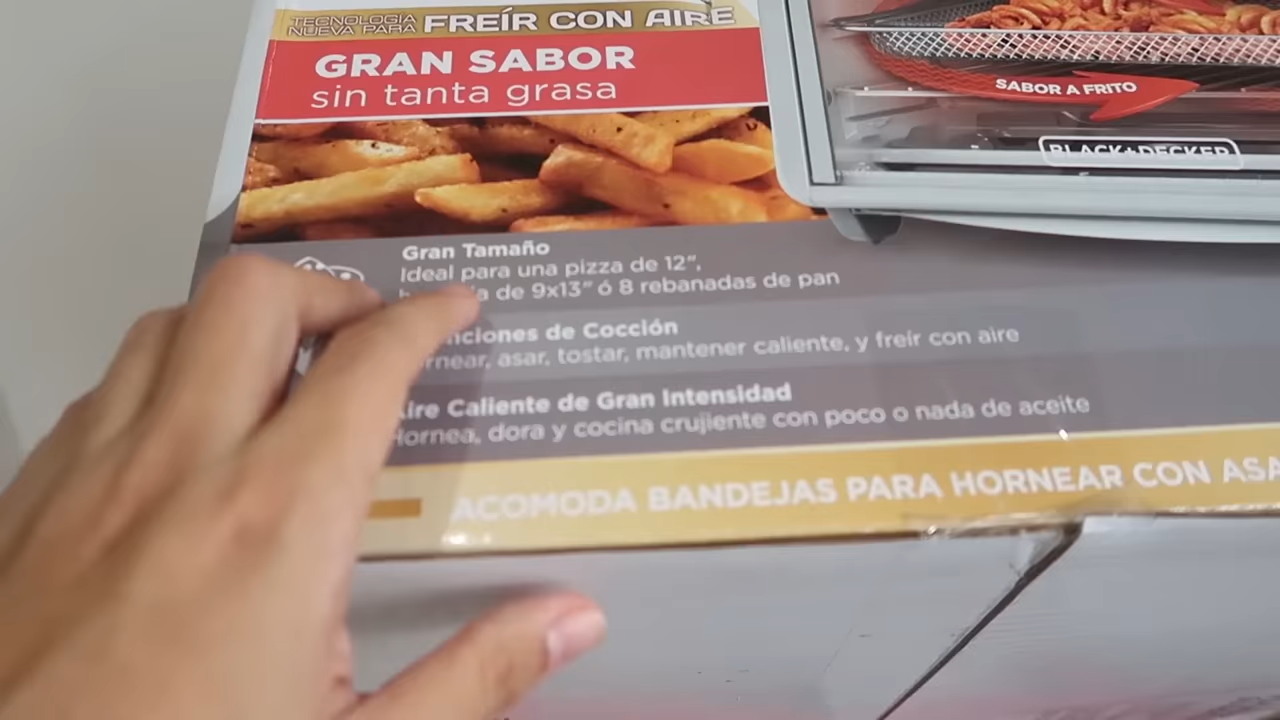 TECNOLOGÍA
NUEVA PARA FREÍR CON AIRE
GRAN SABOR
sin tanta grasa
SABOR A FRITO
BLACK+DECKER
Gran Tamaño
Ideal para una pizza de 12",
de 9x13" ó 8 rebanadas de pan
de Cocción
asar, tostar, mantener caliente, y freír con aire
Aire Caliente de Gran Intensidad
Hornea, dora y cocina crujiente con poco o nada de aceite
ACOMODA BANDEJAS PARA HORNEAR CON